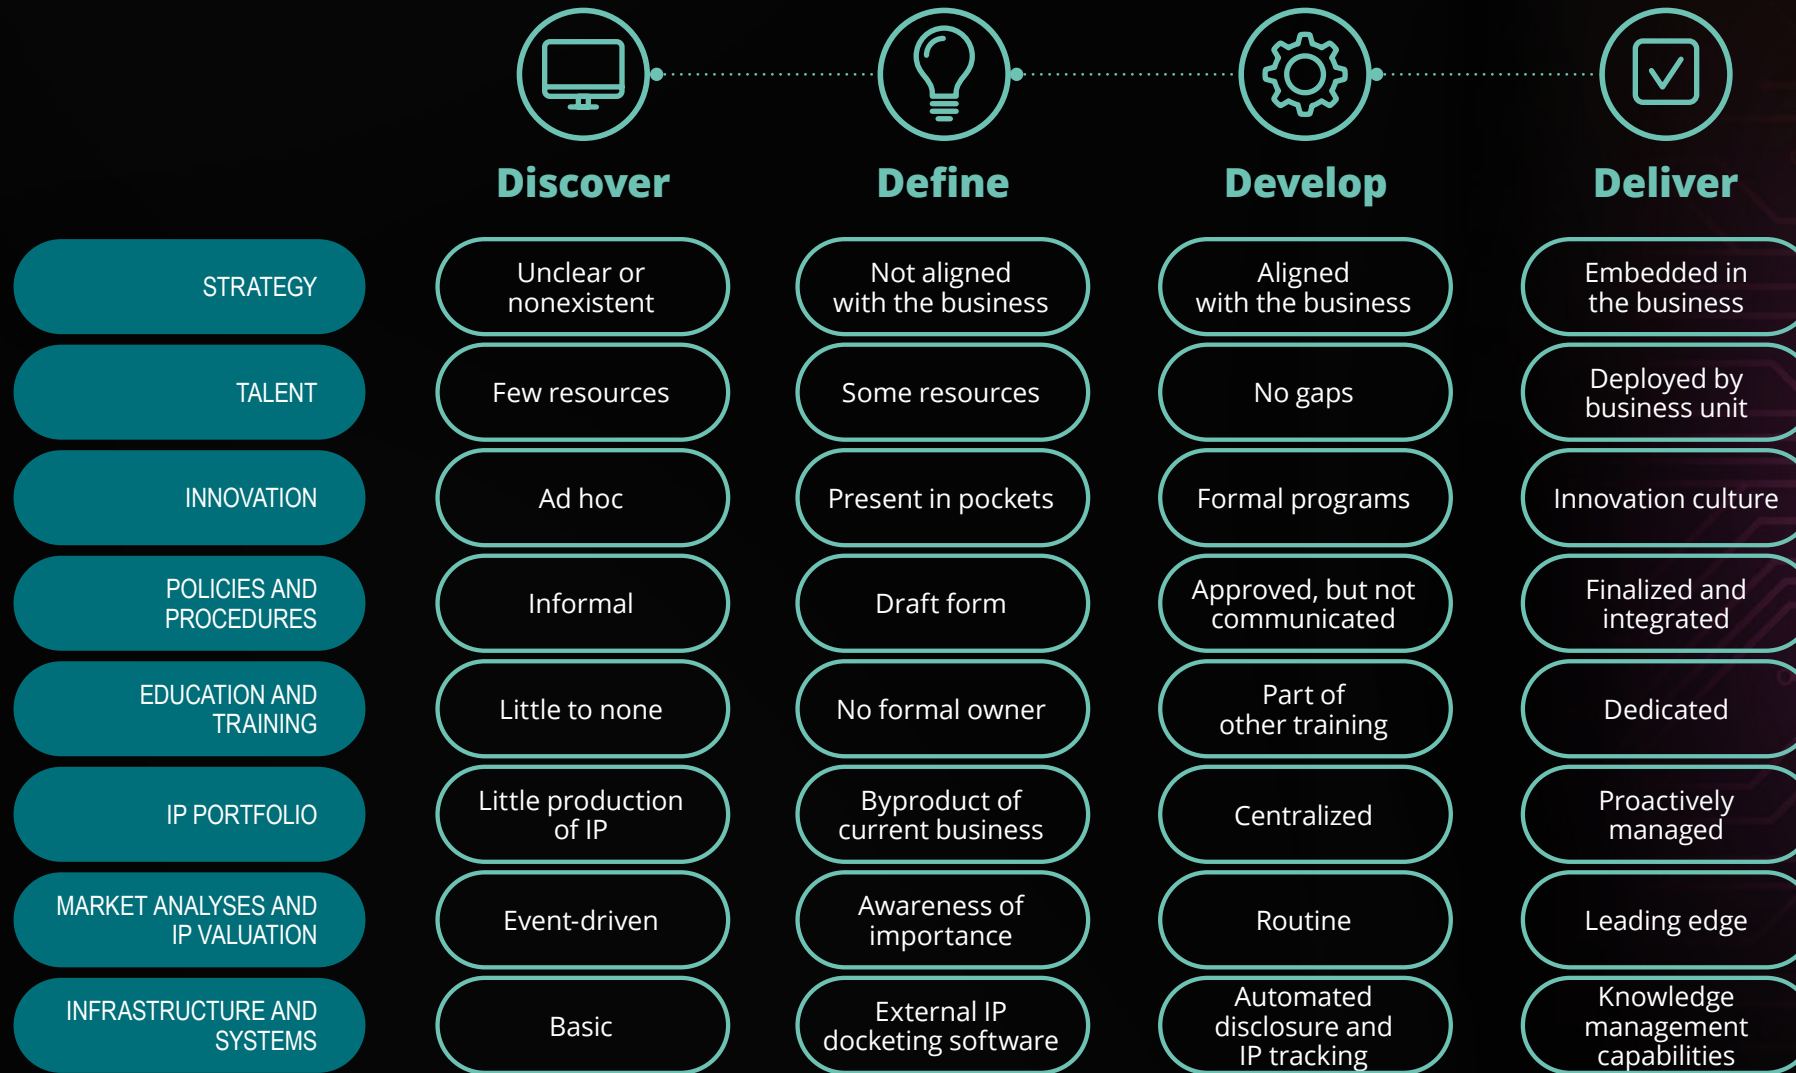 Discover
Define
Develop
Deliver
STRATEGY
Unclear or
nonexistent
Not aligned
with the business
Aligned
with the business
Embedded in
the business
TALENT
Few resources
Some resources
No gaps
Deployed by
business unit
INNOVATION
Ad hoc
Present in pockets
Formal programs
Innovation culture
POLICIES AND
PROCEDURES
Informal
Draft form
Approved, but not
communicated
Finalized and
integrated
EDUCATION AND
TRAINING
Little to none
No formal owner
Part of
other training
Dedicated
IP PORTFOLIO
Little production
of IP
Byproduct of
current business
Centralized
Proactively
managed
MARKET ANALYSES AND
IP VALUATION
Event-driven
Awareness of
importance
Routine
Leading edge
INFRASTRUCTURE AND
SYSTEMS
Basic
External IP
docketing software
Automated
disclosure and
IP tracking
Knowledge
management
capabilities